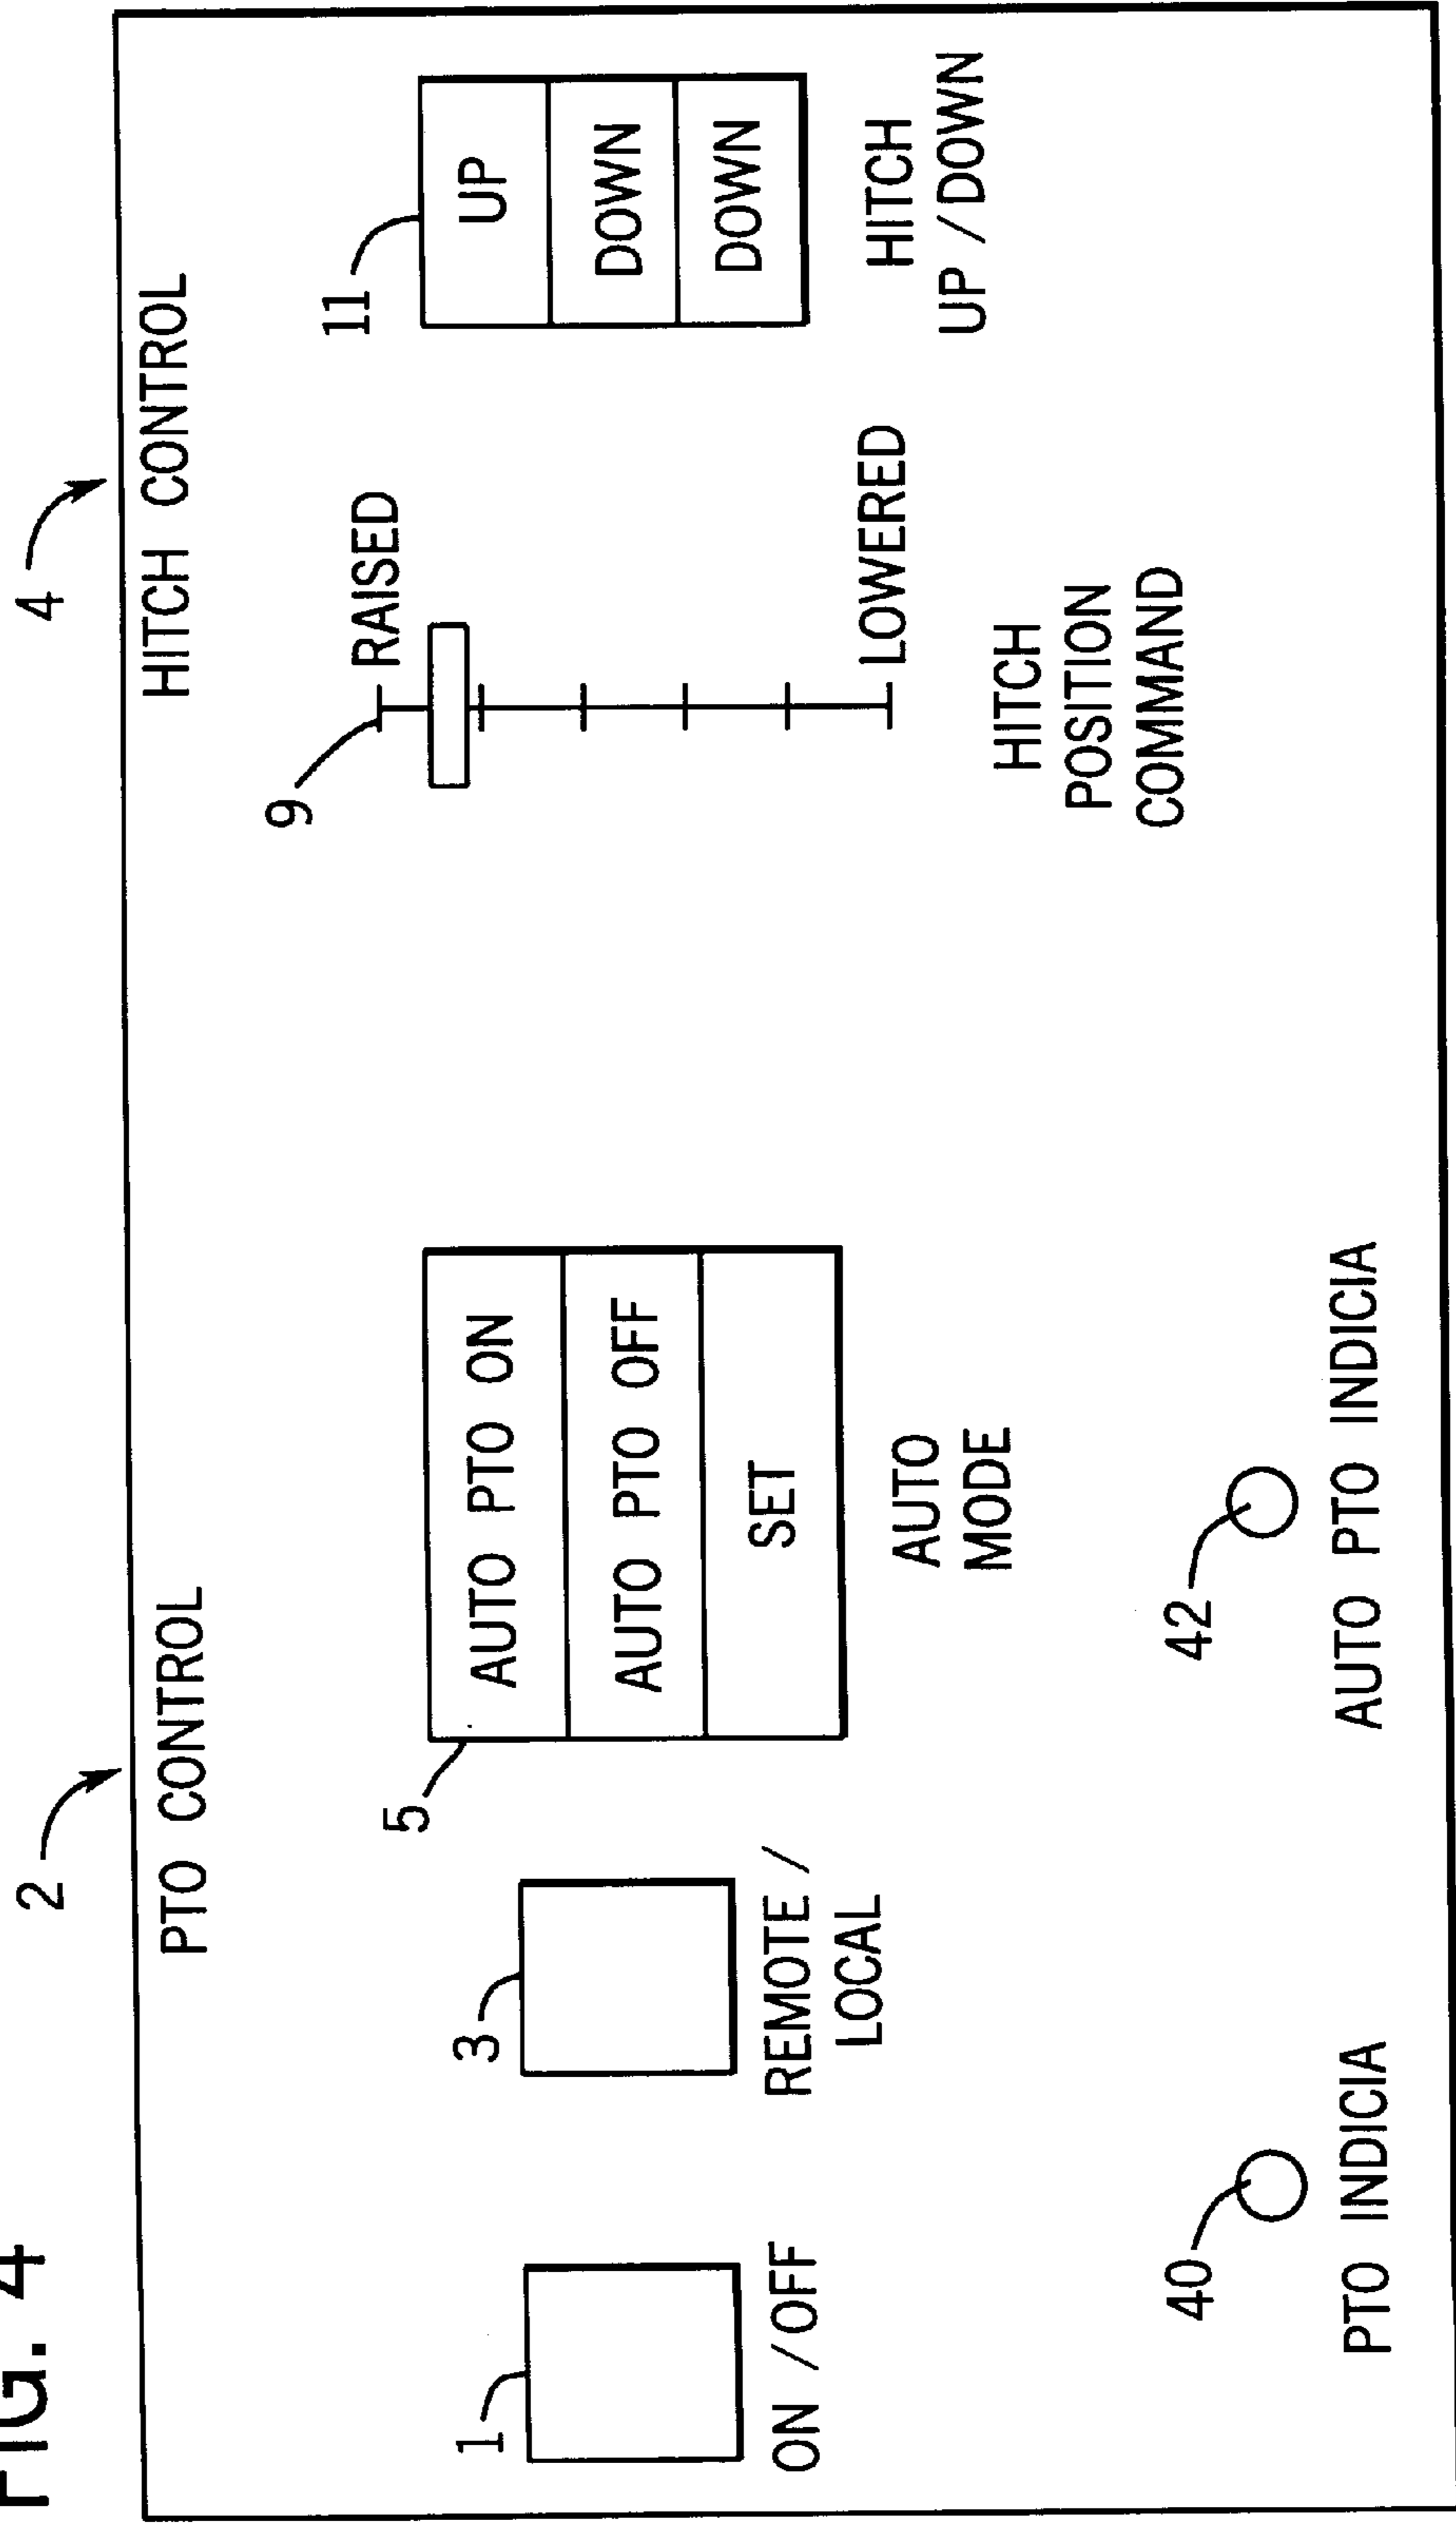 FIG. 4
2
4
PTO CONTROL
HITCH CONTROL
1
ON / OFF
3
REMOTE /
LOCAL
5
AUTO PTO ON
AUTO PTO OFF
SET
AUTO
MODE
9
RAISED
LOWERED
HITCH
POSITION
COMMAND
11
UP
DOWN
DOWN
HITCH
UP / DOWN
40
PTO INDICIA
42
AUTO PTO INDICIA